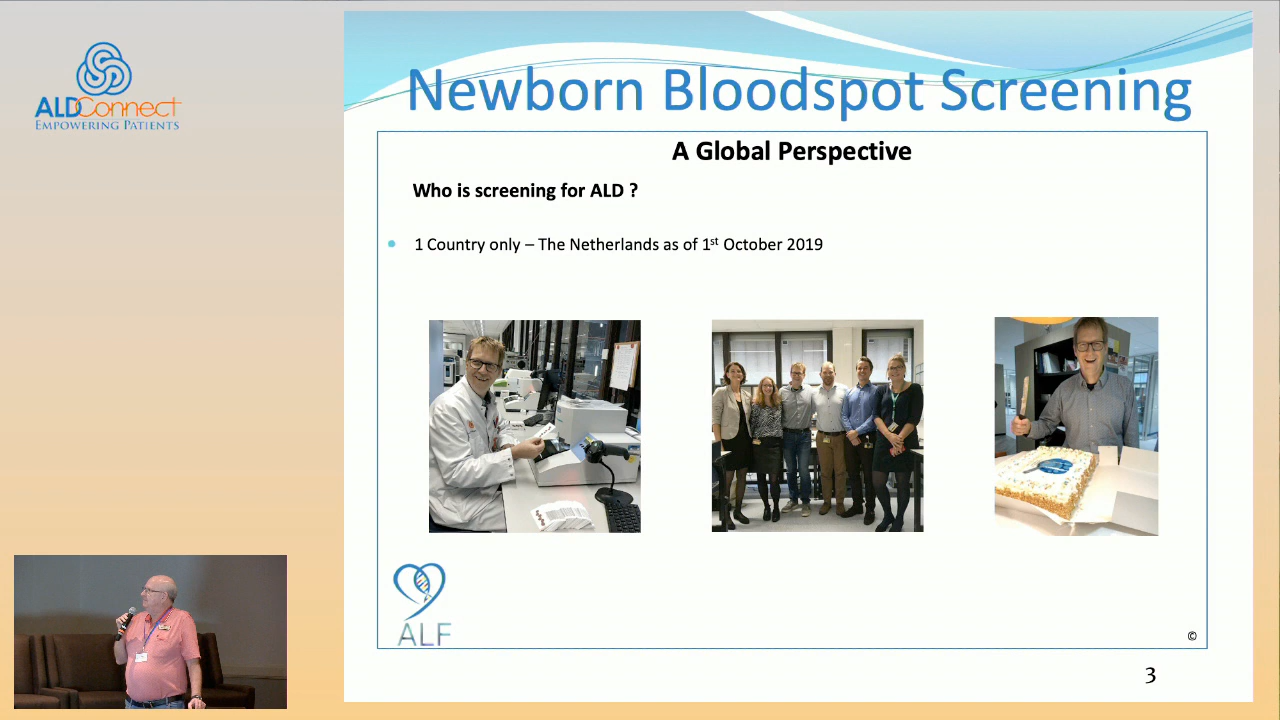 ALDConnect
EMPOWERING PATIENTS
Newborn Bloodspot Screening
A Global Perspective
Who is screening for ALD ?
1 Country only – The Netherlands as of 1st October 2019
ALF
©
3